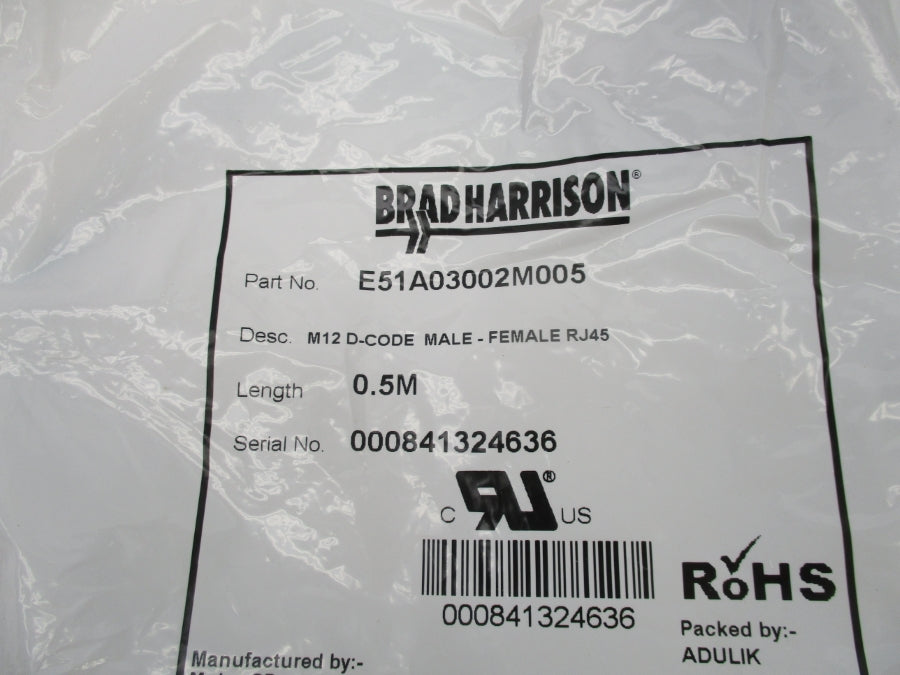 BRAD HARRISON®
Part No. E51A03002M005
Desc. M12 D-CODE MALE - FEMALE RJ45
Length 0.5M
Serial No. 000841324636
C RU® US
000841324636
RoHS
Packed by:-
ADULIK
Manufactured by:-